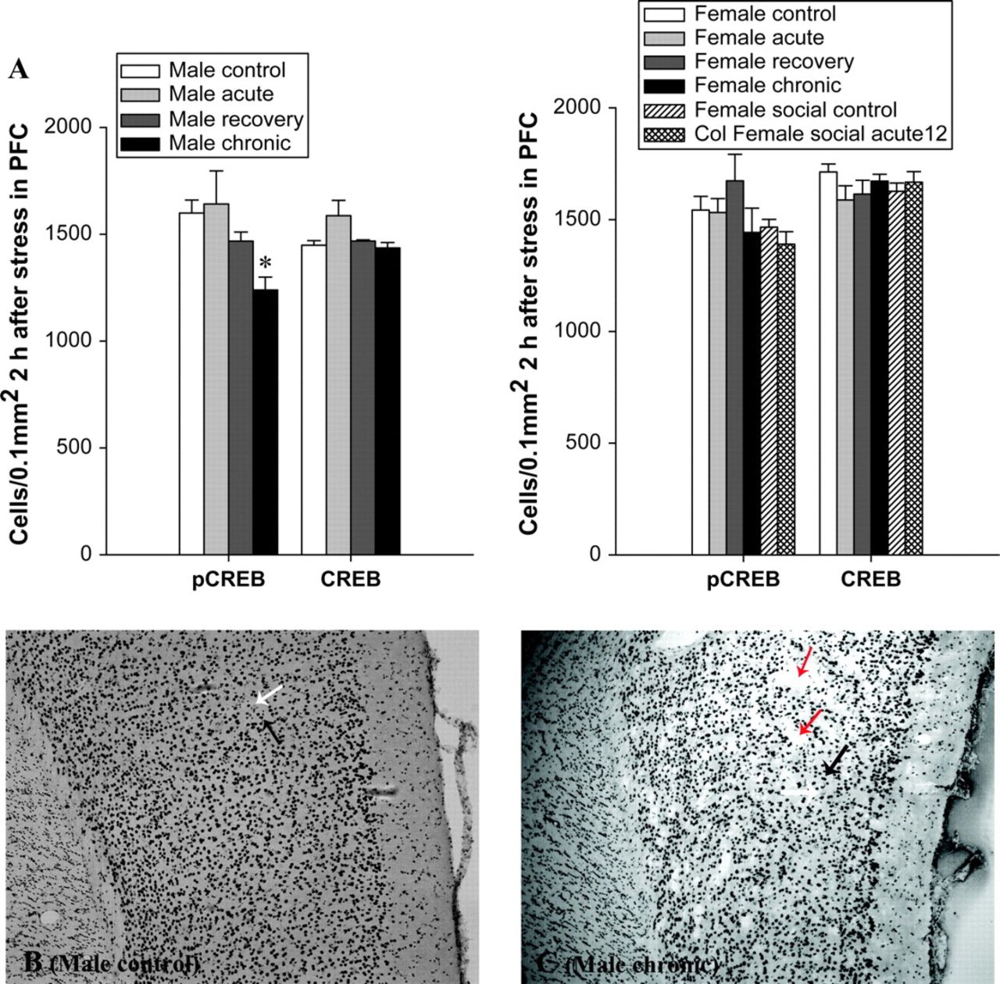 A
Male control
Male acute
Male recovery
Male chronic
Cells/0.1mm² 2 h after stress in PFC
2000
1500
1000
500
0
*
pCREB
CREB
Female control
Female acute
Female recovery
Female chronic
Female social control
Col Female social acute12
Cells/0.1mm² 2 h after stress in PFC
2000
1500
1000
500
0
pCREB
CREB
B (Male control)
C (Male chronic)